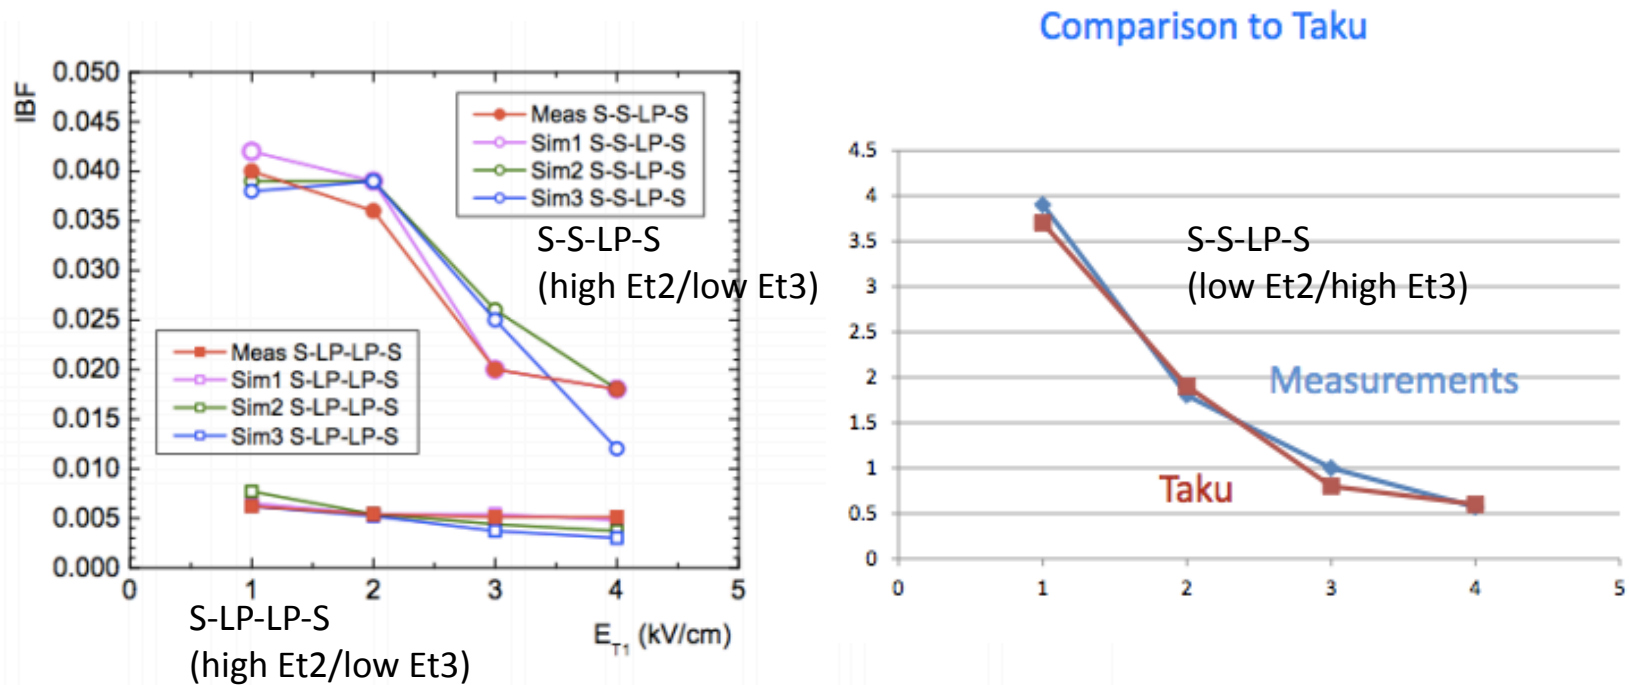 Comparison to Taku
IBF
0.050
0.045
0.040
0.035
0.030
0.025
0.020
0.015
0.010
0.005
0.000
0
1
2
3
4
5
Meas S-S-LP-S
Sim1 S-S-LP-S
Sim2 S-S-LP-S
Sim3 S-S-LP-S
S-S-LP-S
(high Et2/low Et3)
Meas S-LP-LP-S
Sim1 S-LP-LP-S
Sim2 S-LP-LP-S
Sim3 S-LP-LP-S
S-LP-LP-S
(high Et2/low Et3)
E_T1 (kV/cm)
4.5
4
3.5
3
2.5
2
1.5
1
0.5
0
0
1
2
3
4
5
S-S-LP-S
(low Et2/high Et3)
Measurements
Taku